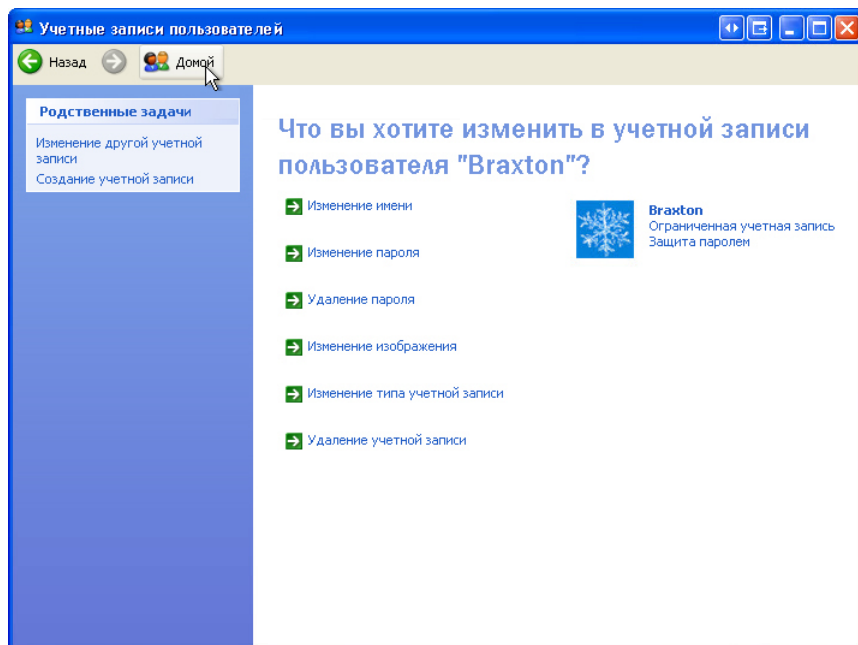 Учетные записи пользователей
Назад
Домой
Родственные задачи
Изменение другой учетной
записи
Создание учетной записи
Что вы хотите изменить в учетной записи
пользователя "Braxton"?
Изменение имени
Изменение пароля
Удаление пароля
Изменение изображения
Изменение типа учетной записи
Удаление учетной записи
Braxton
Ограниченная учетная запись
Защита паролем